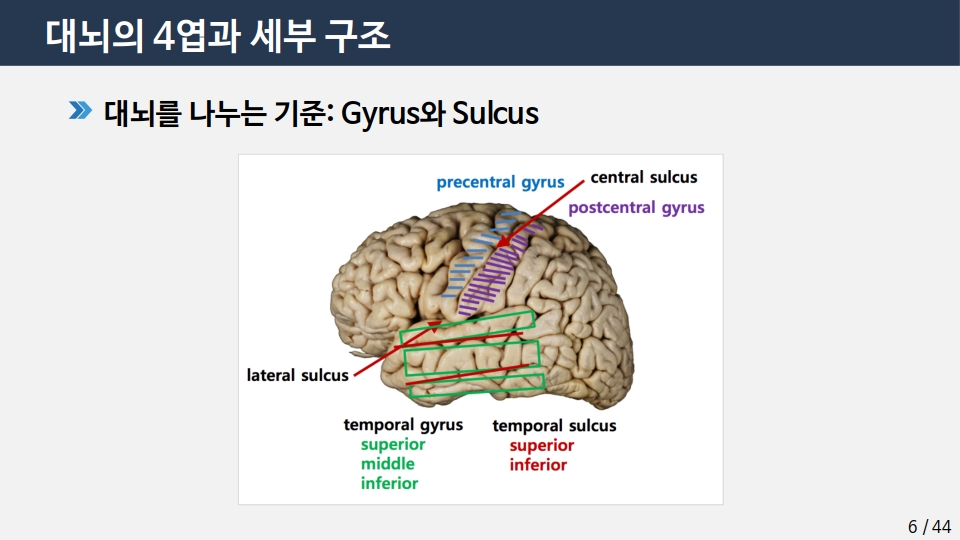 대뇌의 4엽과 세부 구조
대뇌를 나누는 기준: Gyrus와 Sulcus
precentral gyrus
central sulcus
postcentral gyrus
lateral sulcus
temporal gyrus
superior
middle
inferior
temporal sulcus
superior
inferior
6 / 44